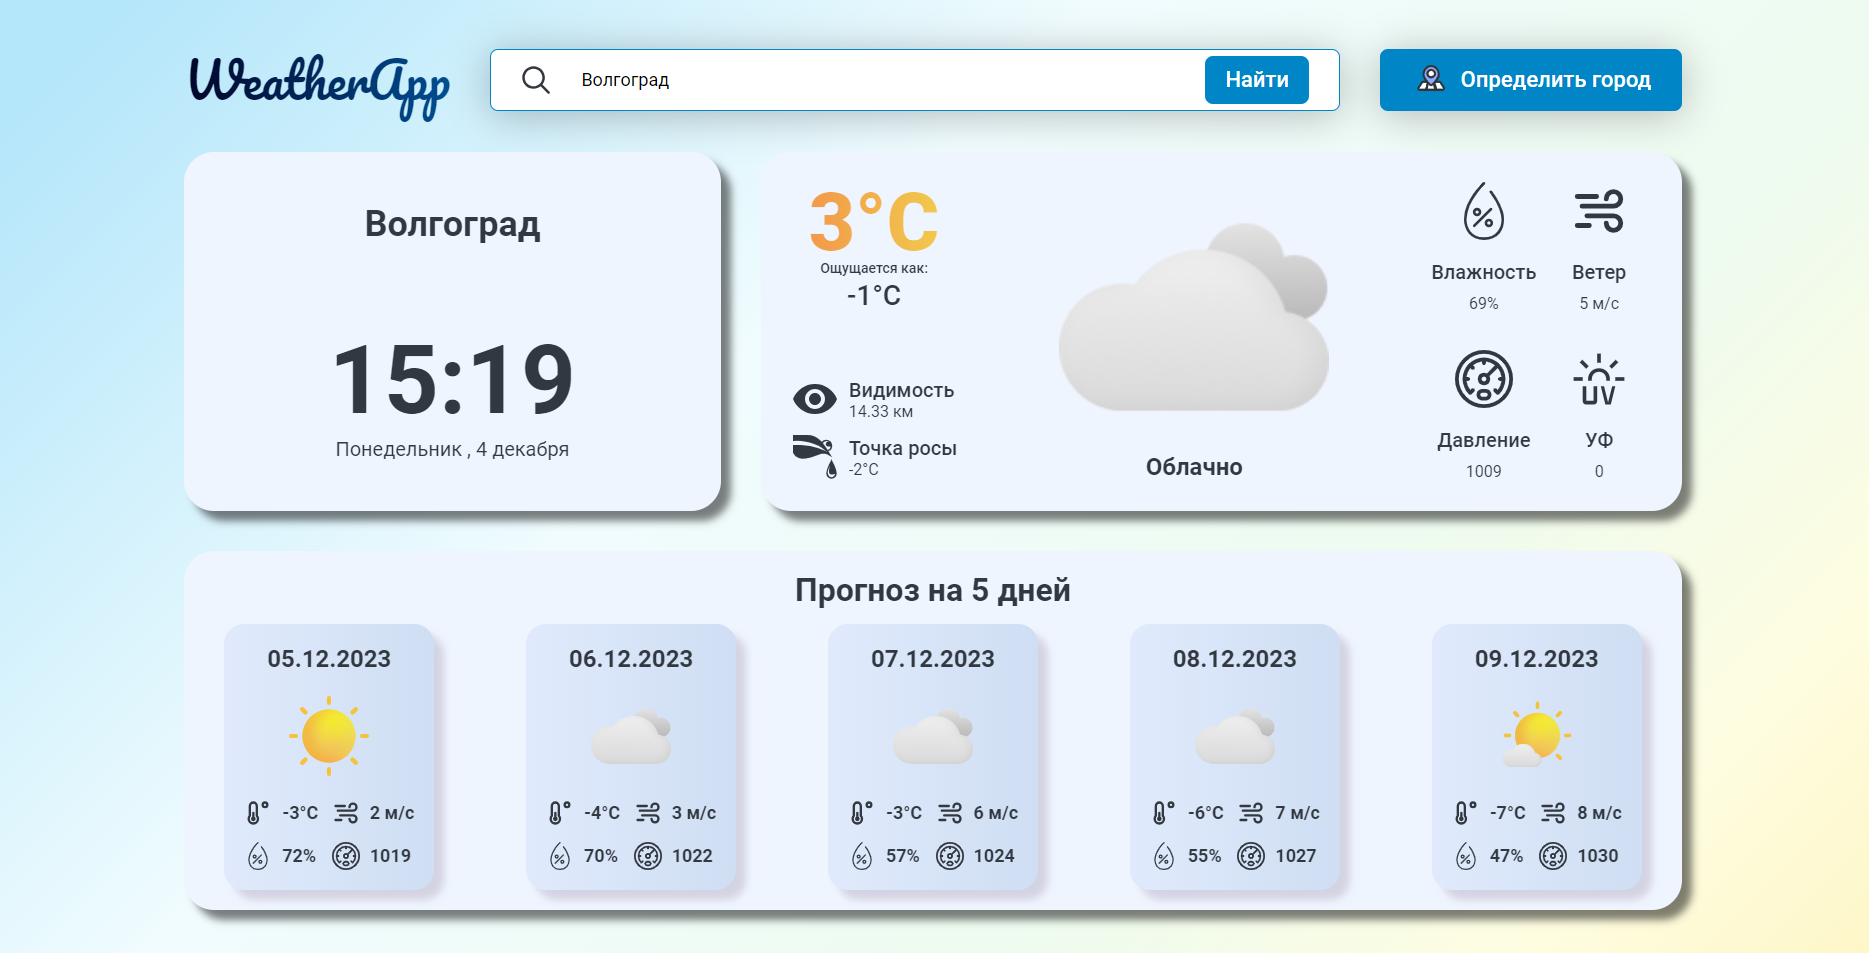 WeatherApp
Волгоград
Найти
Определить город
Волгоград
15:19
Понедельник , 4 декабря
3°C
Ощущается как:
-1°C
Видимость
14.33 км
Точка росы
-2°C
Облачно
Влажность
69%
Ветер
5 м/с
Давление
1009
UV
УФ
0
Прогноз на 5 дней
05.12.2023
-3°C 2 м/с
72% 1019
06.12.2023
-4°C 3 м/с
70% 1022
07.12.2023
-3°C 6 м/с
57% 1024
08.12.2023
-6°C 7 м/с
55% 1027
09.12.2023
-7°C 8 м/с
47% 1030